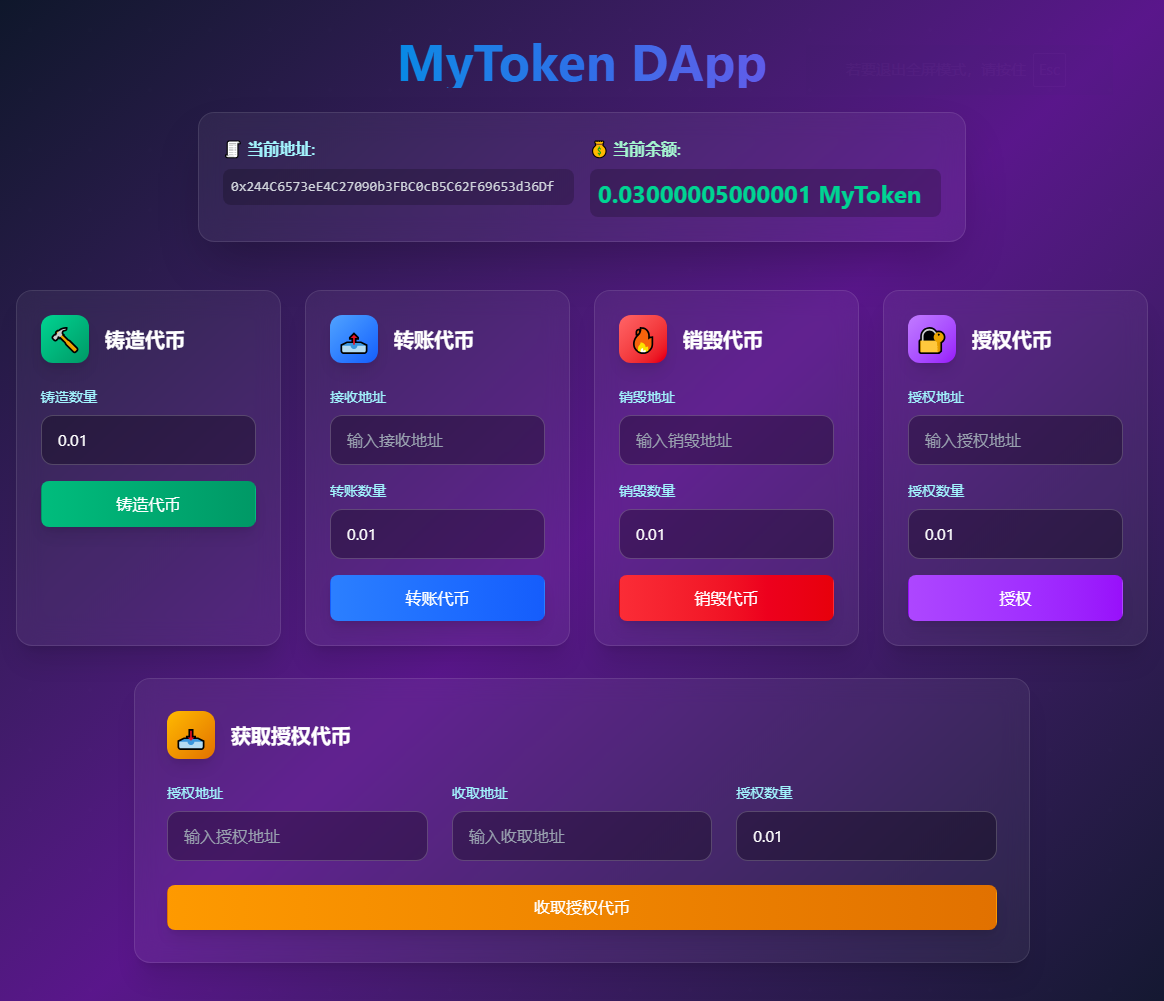 MyToken DApp
当前地址:
0x244C6573eE4C27090b3FBC0cB5C62F69653d36Df
当前余额:
0.03000005000001 MyToken
铸造代币
铸造数量
0.01
铸造代币
转账代币
接收地址
输入接收地址
转账数量
0.01
转账代币
销毁代币
销毁地址
输入销毁地址
销毁数量
0.01
销毁代币
授权代币
授权地址
输入授权地址
授权数量
0.01
授权
获取授权代币
授权地址
输入授权地址
收取地址
输入收取地址
授权数量
0.01
收取授权代币